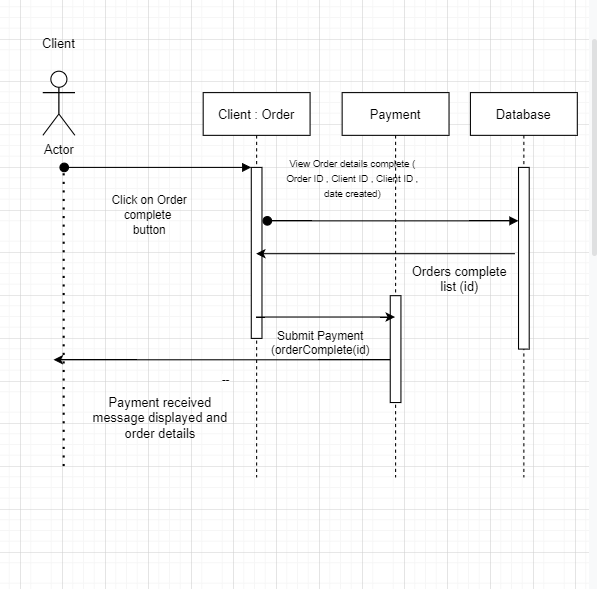 Client
Actor
Client : Order
Payment
Database
View Order details complete (
Order ID , Client ID , Client ID ,
date created)
Click on Order
complete
button
Orders complete
list (id)
Submit Payment
(orderComplete(id)
--
Payment received
message displayed and
order details